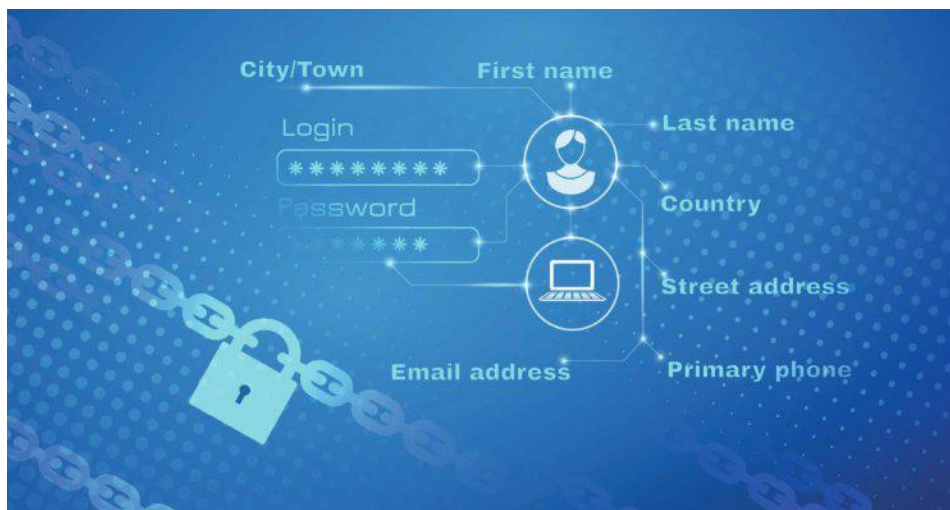 City/Town
First name
Last name
Login
********
Password
*******
Country
Street address
Email address
Primary phone